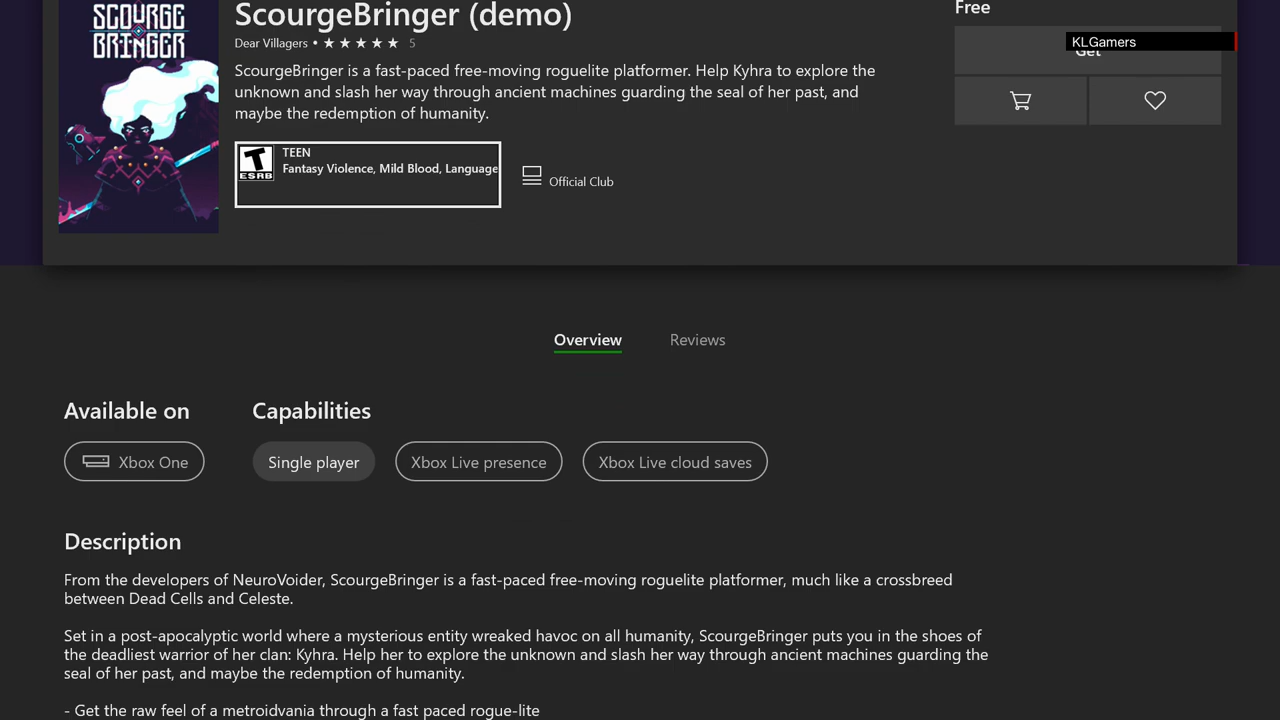 SCOURGE
BRINGER
ScourgeBringer (demo)
Dear Villagers • ★ ★ ★ ★ ★ 5
ScourgeBringer is a fast-paced free-moving roguelite platformer. Help Kyhra to explore the
unknown and slash her way through ancient machines guarding the seal of her past, and
maybe the redemption of humanity.
T
ESRB
TEEN
Fantasy Violence, Mild Blood, Language
Official Club
Free
KLGamers
Get
Overview
Reviews
Available on
Capabilities
Xbox One
Single player
Xbox Live presence
Xbox Live cloud saves
Description
From the developers of NeuroVoider, ScourgeBringer is a fast-paced free-moving roguelite platformer, much like a crossbreed
between Dead Cells and Celeste.
Set in a post-apocalyptic world where a mysterious entity wreaked havoc on all humanity, ScourgeBringer puts you in the shoes of
the deadliest warrior of her clan: Kyhra. Help her to explore the unknown and slash her way through ancient machines guarding the
seal of her past, and maybe the redemption of humanity.
- Get the raw feel of a metroidvania through a fast paced rogue-lite